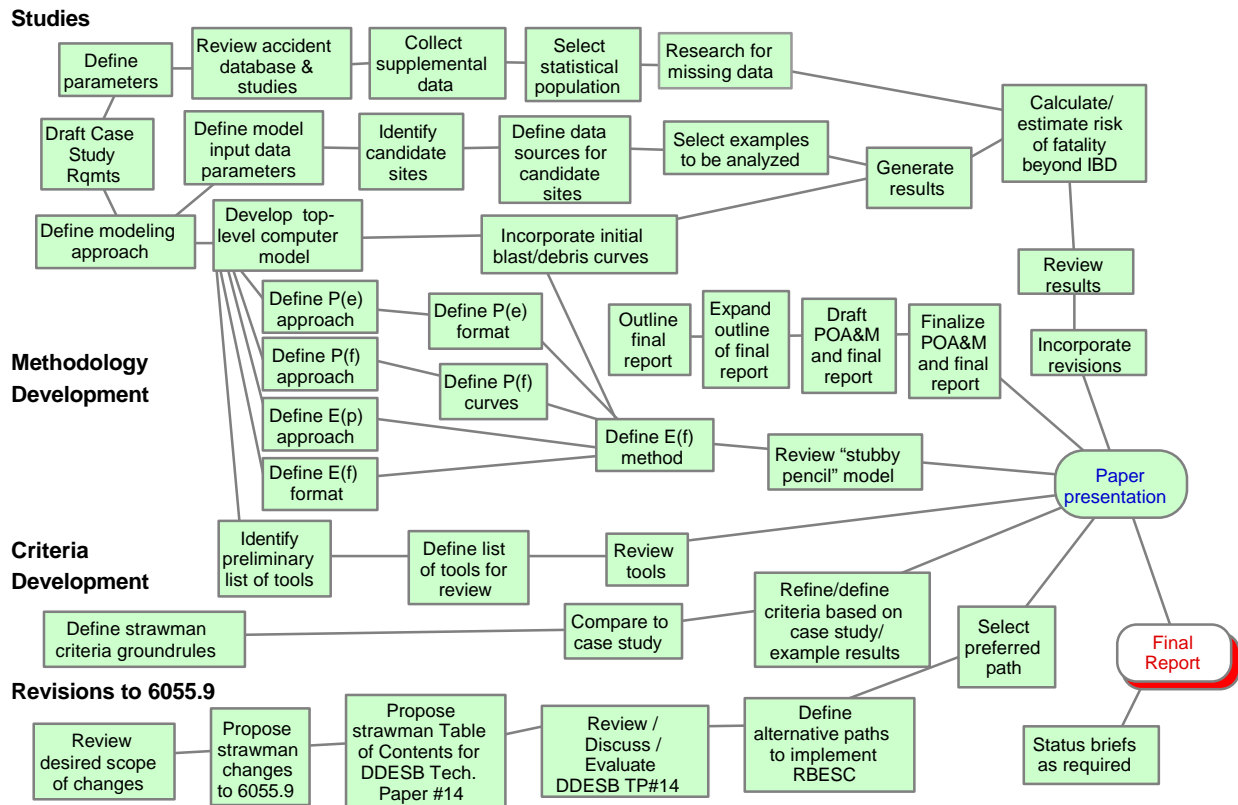 Studies
Define
parameters
Review accident
database &
studies
Collect
supplemental
data
Select
statistical
population
Research for
missing data
Calculate/
estimate risk
of fatality
beyond IBD
Draft Case
Study
Rqmts
Define model
input data
parameters
Identify
candidate
sites
Define data
sources for
candidate
sites
Select examples
to be analyzed
Generate
results
Define modeling
approach
Develop top-
level computer
model
Incorporate initial
blast/debris curves
Review
results
Methodology
Development
Define P(e)
approach
Define P(e)
format
Outline
final
report
Expand
outline
of final
report
Draft
POA&M
and final
report
Finalize
POA&M
and final
report
Incorporate
revisions
Define P(f)
approach
Define P(f)
curves
Define E(p)
approach
Define E(f)
format
Define E(f)
method
Review “stubby
pencil” model
Paper
presentation
Criteria
Development
Identify
preliminary
list of tools
Define list
of tools for
review
Review
tools
Define strawman
criteria groundrules
Compare to
case study
Refine/define
criteria based on
case study/
example results
Select
preferred
path
Final
Report
Revisions to 6055.9
Review
desired scope
of changes
Propose
strawman
changes
to 6055.9
Propose
strawman Table
of Contents for
DDESB Tech.
Paper #14
Review /
Discuss /
Evaluate
DDESB TP#14
Define
alternative paths
to implement
RBESC
Status briefs
as required